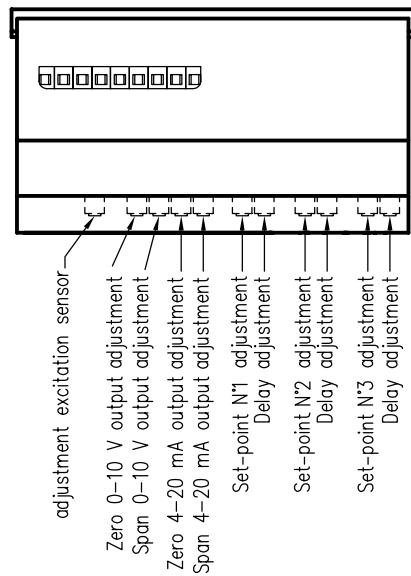 adjustment excitation sensor
Zero 0-10 V output adjustment
Span 0-10 V output adjustment
Zero 4-20 mA output adjustment
Span 4-20 mA output adjustment
Set-point N°1 adjustment
Delay adjustment
Set-point N°2 adjustment
Delay adjustment
Set-point N°3 adjustment
Delay adjustment